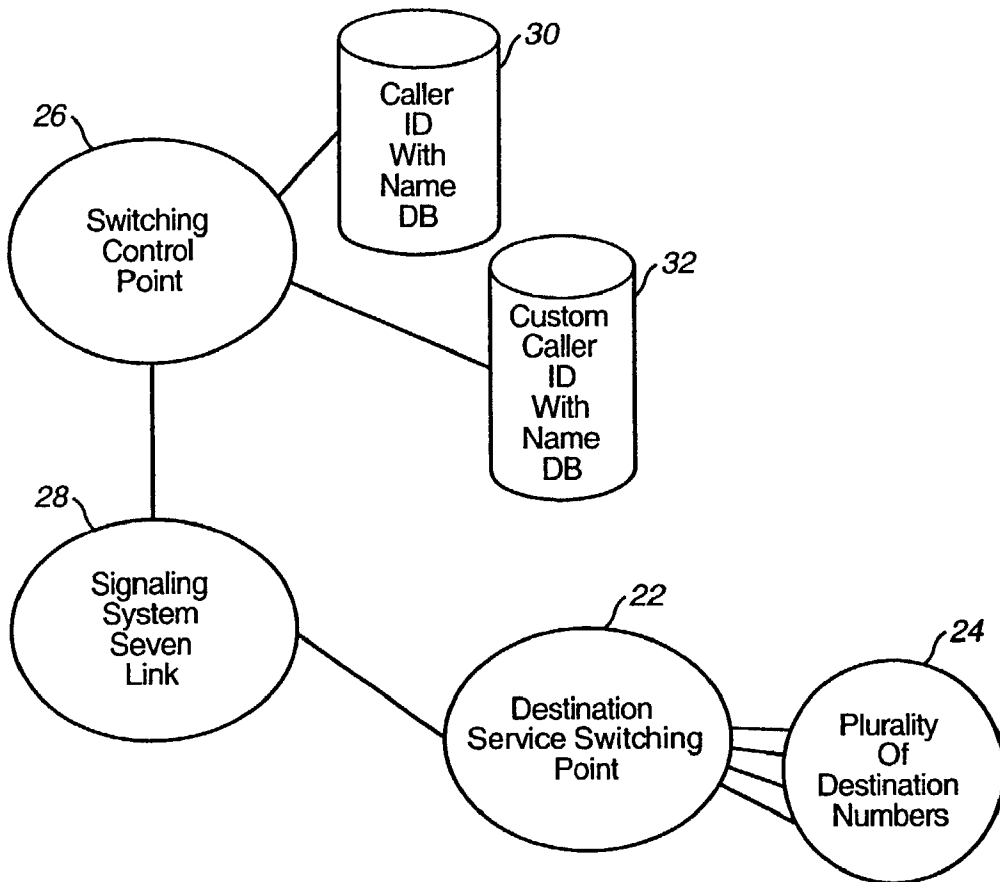 30
Caller
ID
With
Name
DB
26
Switching
Control
Point
32
Custom
Caller
ID
With
Name
DB
28
Signaling
System
Seven
Link
22
Destination
Service Switching
Point
24
Plurality
Of
Destination
Numbers